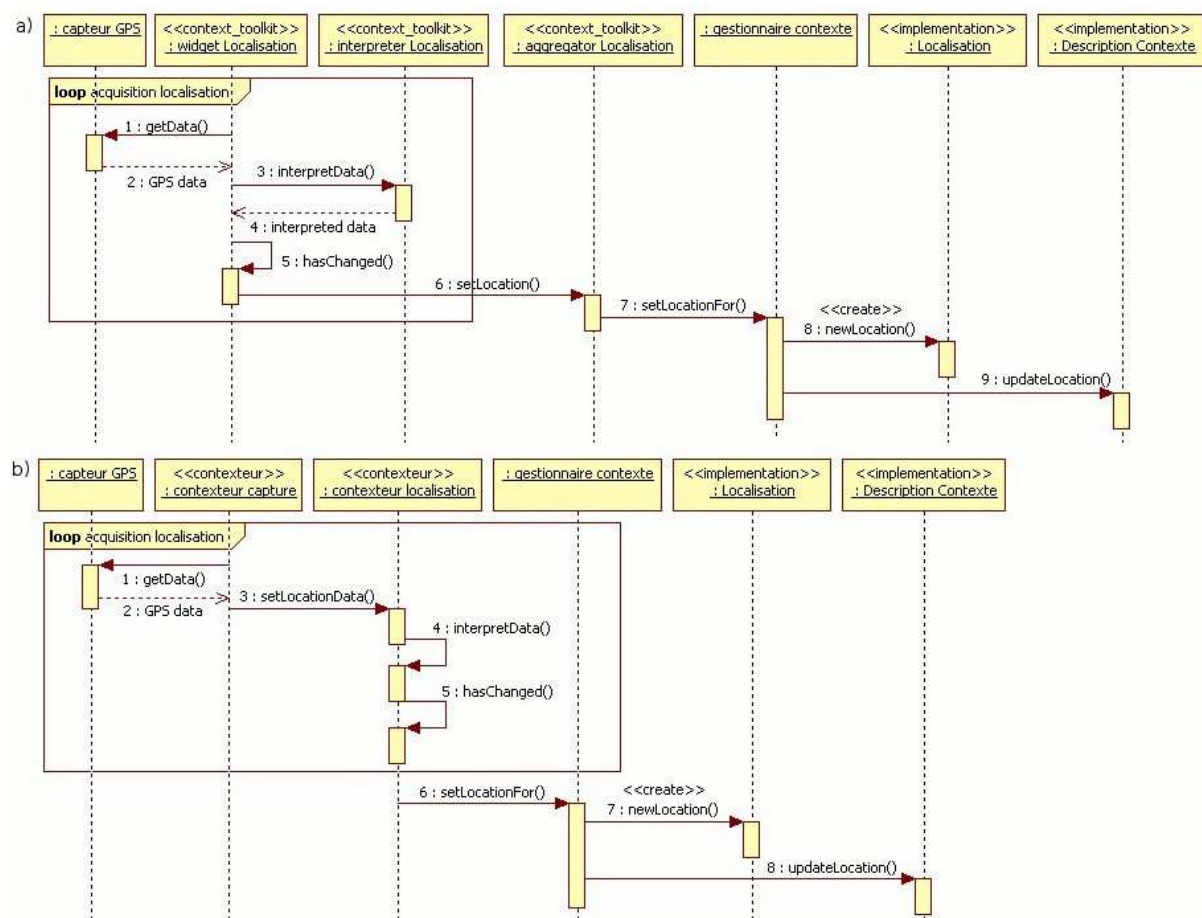 a)
: capteur GPS
<<context_toolkit>>
: widget Localisation
<<context_toolkit>>
: interpreter Localisation
<<context_toolkit>>
: aggregator Localisation
: gestionnaire contexte
<<implementation>>
: Localisation
<<implementation>>
: Description Contexte
loop acquisition localisation
1 : getData()
2 : GPS data
3 : interpretData()
4 : interpreted data
5 : hasChanged()
6 : setLocation()
7 : setLocationFor()
<<create>>
8 : newLocation()
9 : updateLocation()
b)
: capteur GPS
<<contexteur>>
: contexteur capture
<<contexteur>>
: contexteur localisation
: gestionnaire contexte
<<implementation>>
: Localisation
<<implementation>>
: Description Contexte
loop acquisition localisation
1 : getData()
2 : GPS data
3 : setLocationData()
4 : interpretData()
5 : hasChanged()
6 : setLocationFor()
<<create>>
7 : newLocation()
8 : updateLocation()